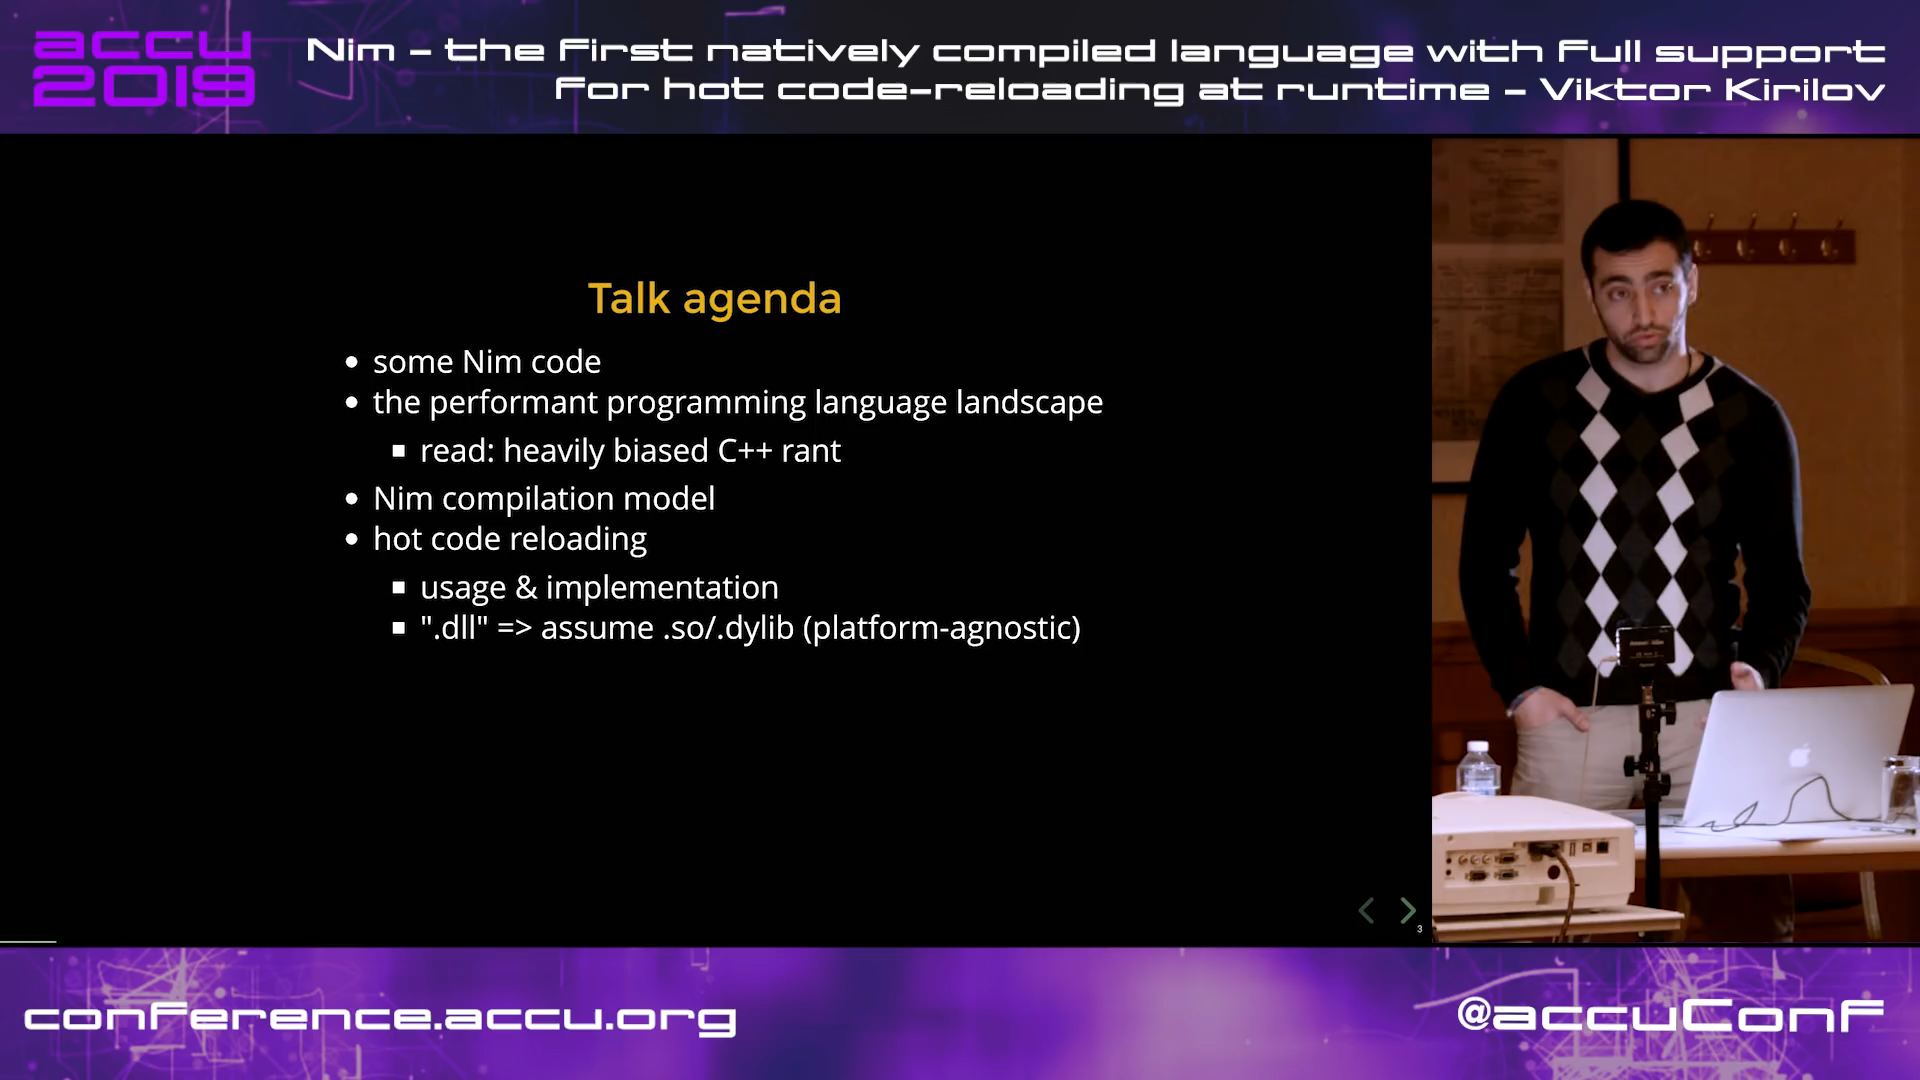 accu
2019
Nim - the first natively compiled language with full support
for hot code-reloading at runtime - Viktor Kirilov
Talk agenda
some Nim code
the performant programming language landscape
read: heavily biased C++ rant
Nim compilation model
hot code reloading
usage & implementation
".dll" => assume .so/.dylib (platform-agnostic)
3
conference.accu.org
@accuConf